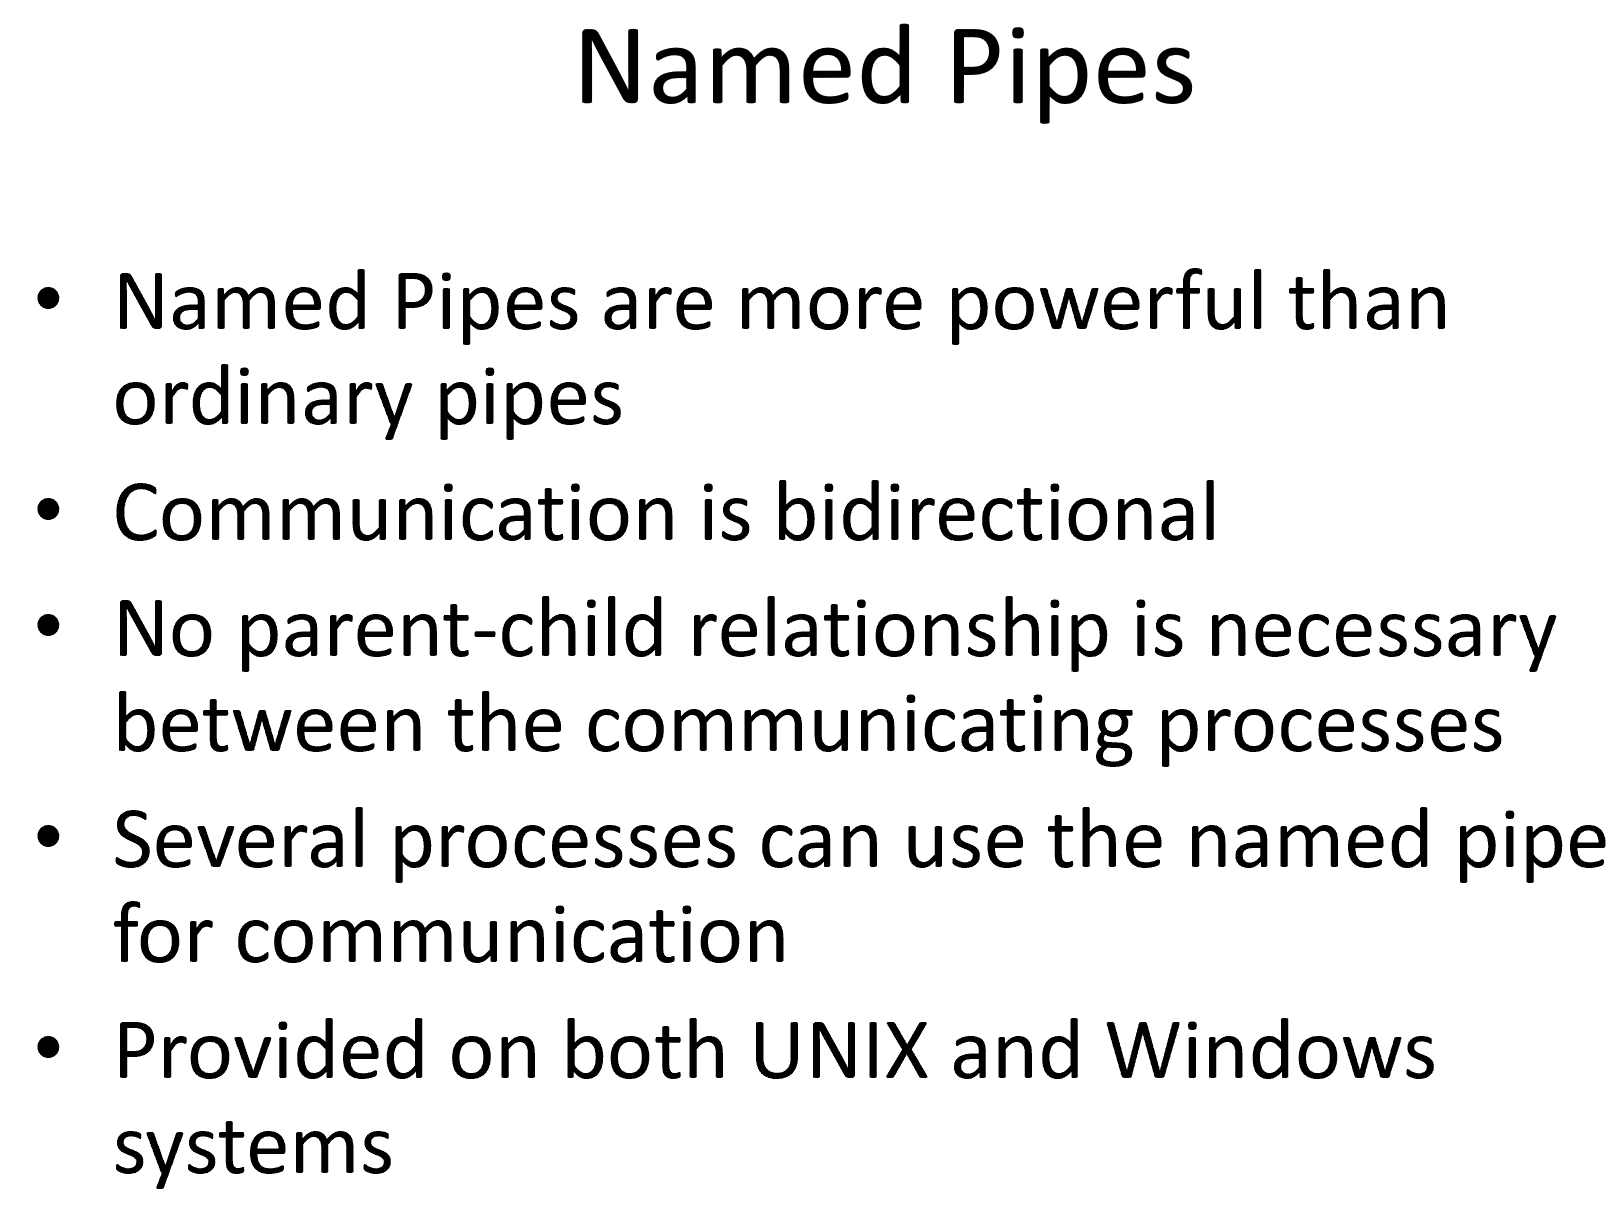 Named Pipes
• Named Pipes are more powerful than
ordinary pipes
• Communication is bidirectional
• No parent-child relationship is necessary
between the communicating processes
• Several processes can use the named pipe
for communication
• Provided on both UNIX and Windows
systems